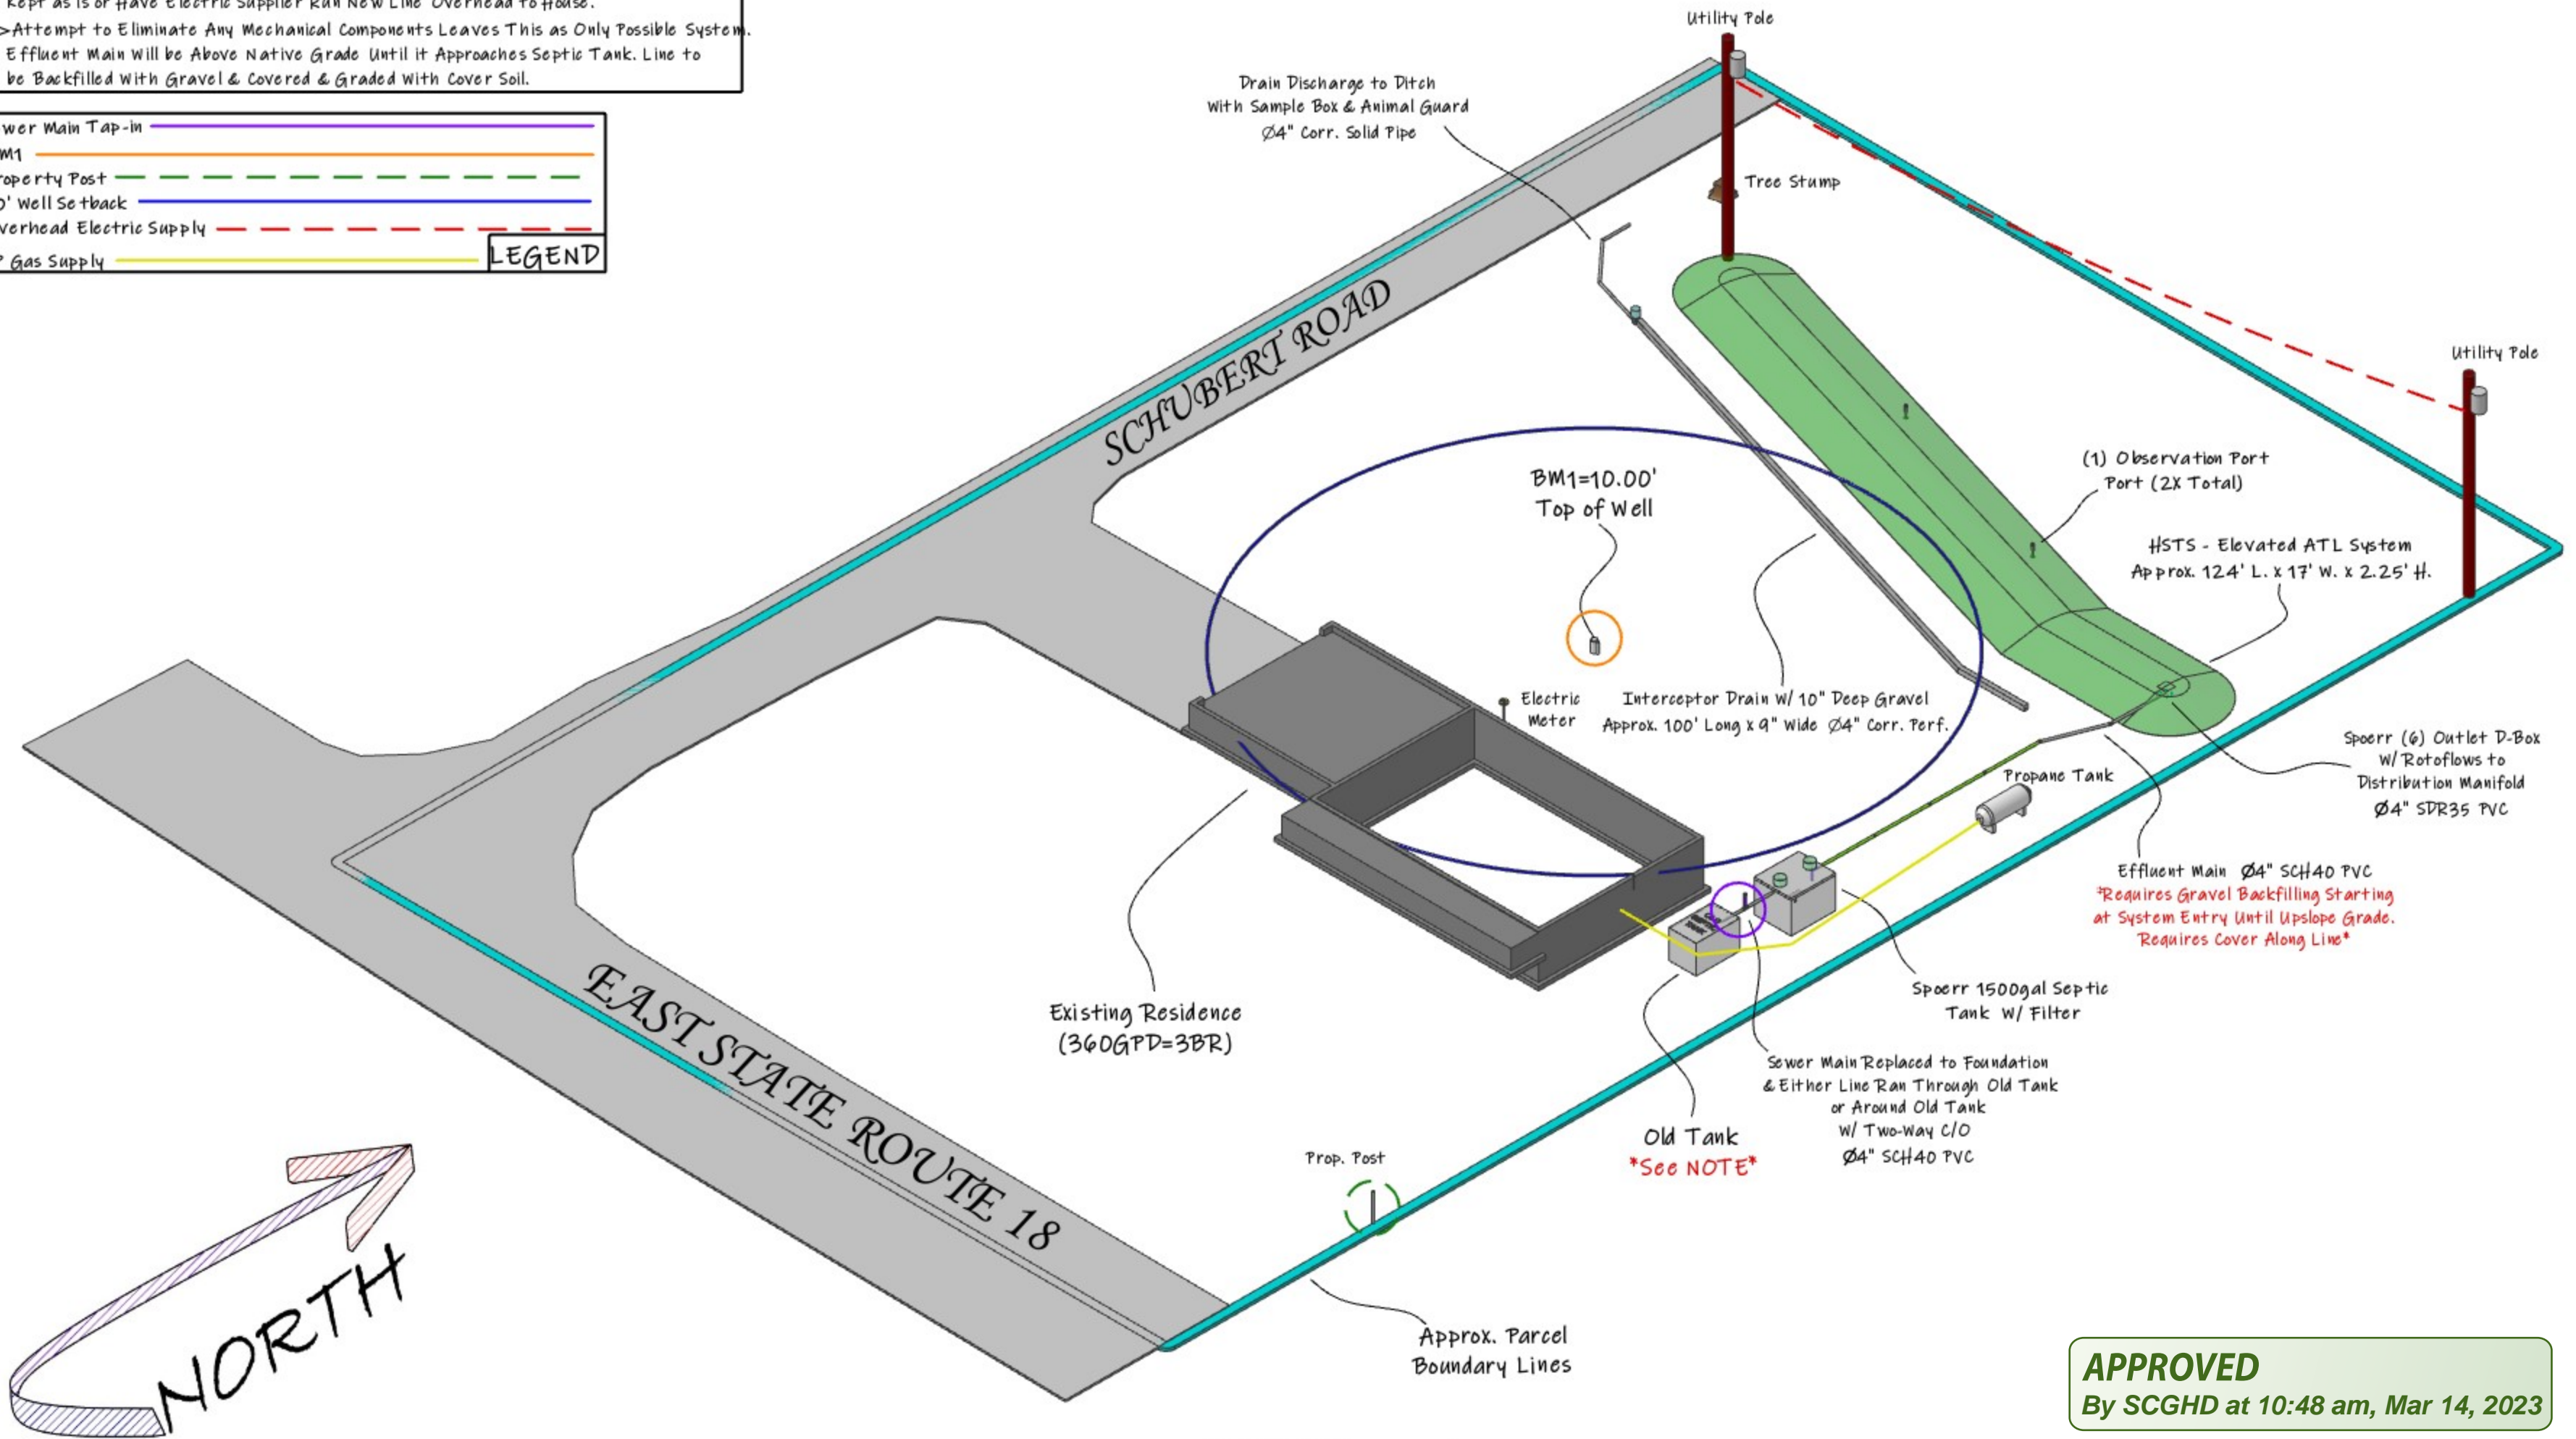 Kept as is or Have Electric Supplier Run New Line Overhead to House.
>Attempt to Eliminate Any Mechanical Components Leaves This as Only Possible System.
Effluent Main Will be Above Native Grade Until it Approaches Septic Tank. Line to
be Backfilled With Gravel & Covered & Graded With Cover Soil.
wer Main Tap-in
M1
operty Post
0' Well Setback
verhead Electric Supply
P Gas Supply
LEGEND
Utility Pole
Drain Discharge to Ditch
With Sample Box & Animal Guard
Ø4" Corr. Solid Pipe
Tree Stump
SCHUBERT ROAD
Utility Pole
BM1=10.00'
Top of Well
(1) Observation Port
Port (2X Total)
HSTS - Elevated ATL System
Approx. 124' L. x 17' W. x 2.25' H.
Electric
Meter
Interceptor Drain W/ 10" Deep Gravel
Approx. 100' Long x 9" Wide Ø4" Corr. Perf.
Spoerr (6) Outlet D-Box
W/ Rotoflows to
Distribution Manifold
Ø4" SDR35 PVC
Propane Tank
Effluent Main Ø4" SCH40 PVC
*Requires Gravel Backfilling Starting
at System Entry Until Upslope Grade.
Requires Cover Along Line*
Existing Residence
(360GPD=3BR)
Spoerr 1500gal Septic
Tank W/ Filter
Sewer Main Replaced to Foundation
& Either Line Ran Through Old Tank
or Around Old Tank
W/ Two-Way C/O
Ø4" SCH40 PVC
Old Tank
*See NOTE*
EAST STATE ROUTE 18
Prop. Post
Approx. Parcel
Boundary Lines
NORTH
APPROVED
By SCGHD at 10:48 am, Mar 14, 2023